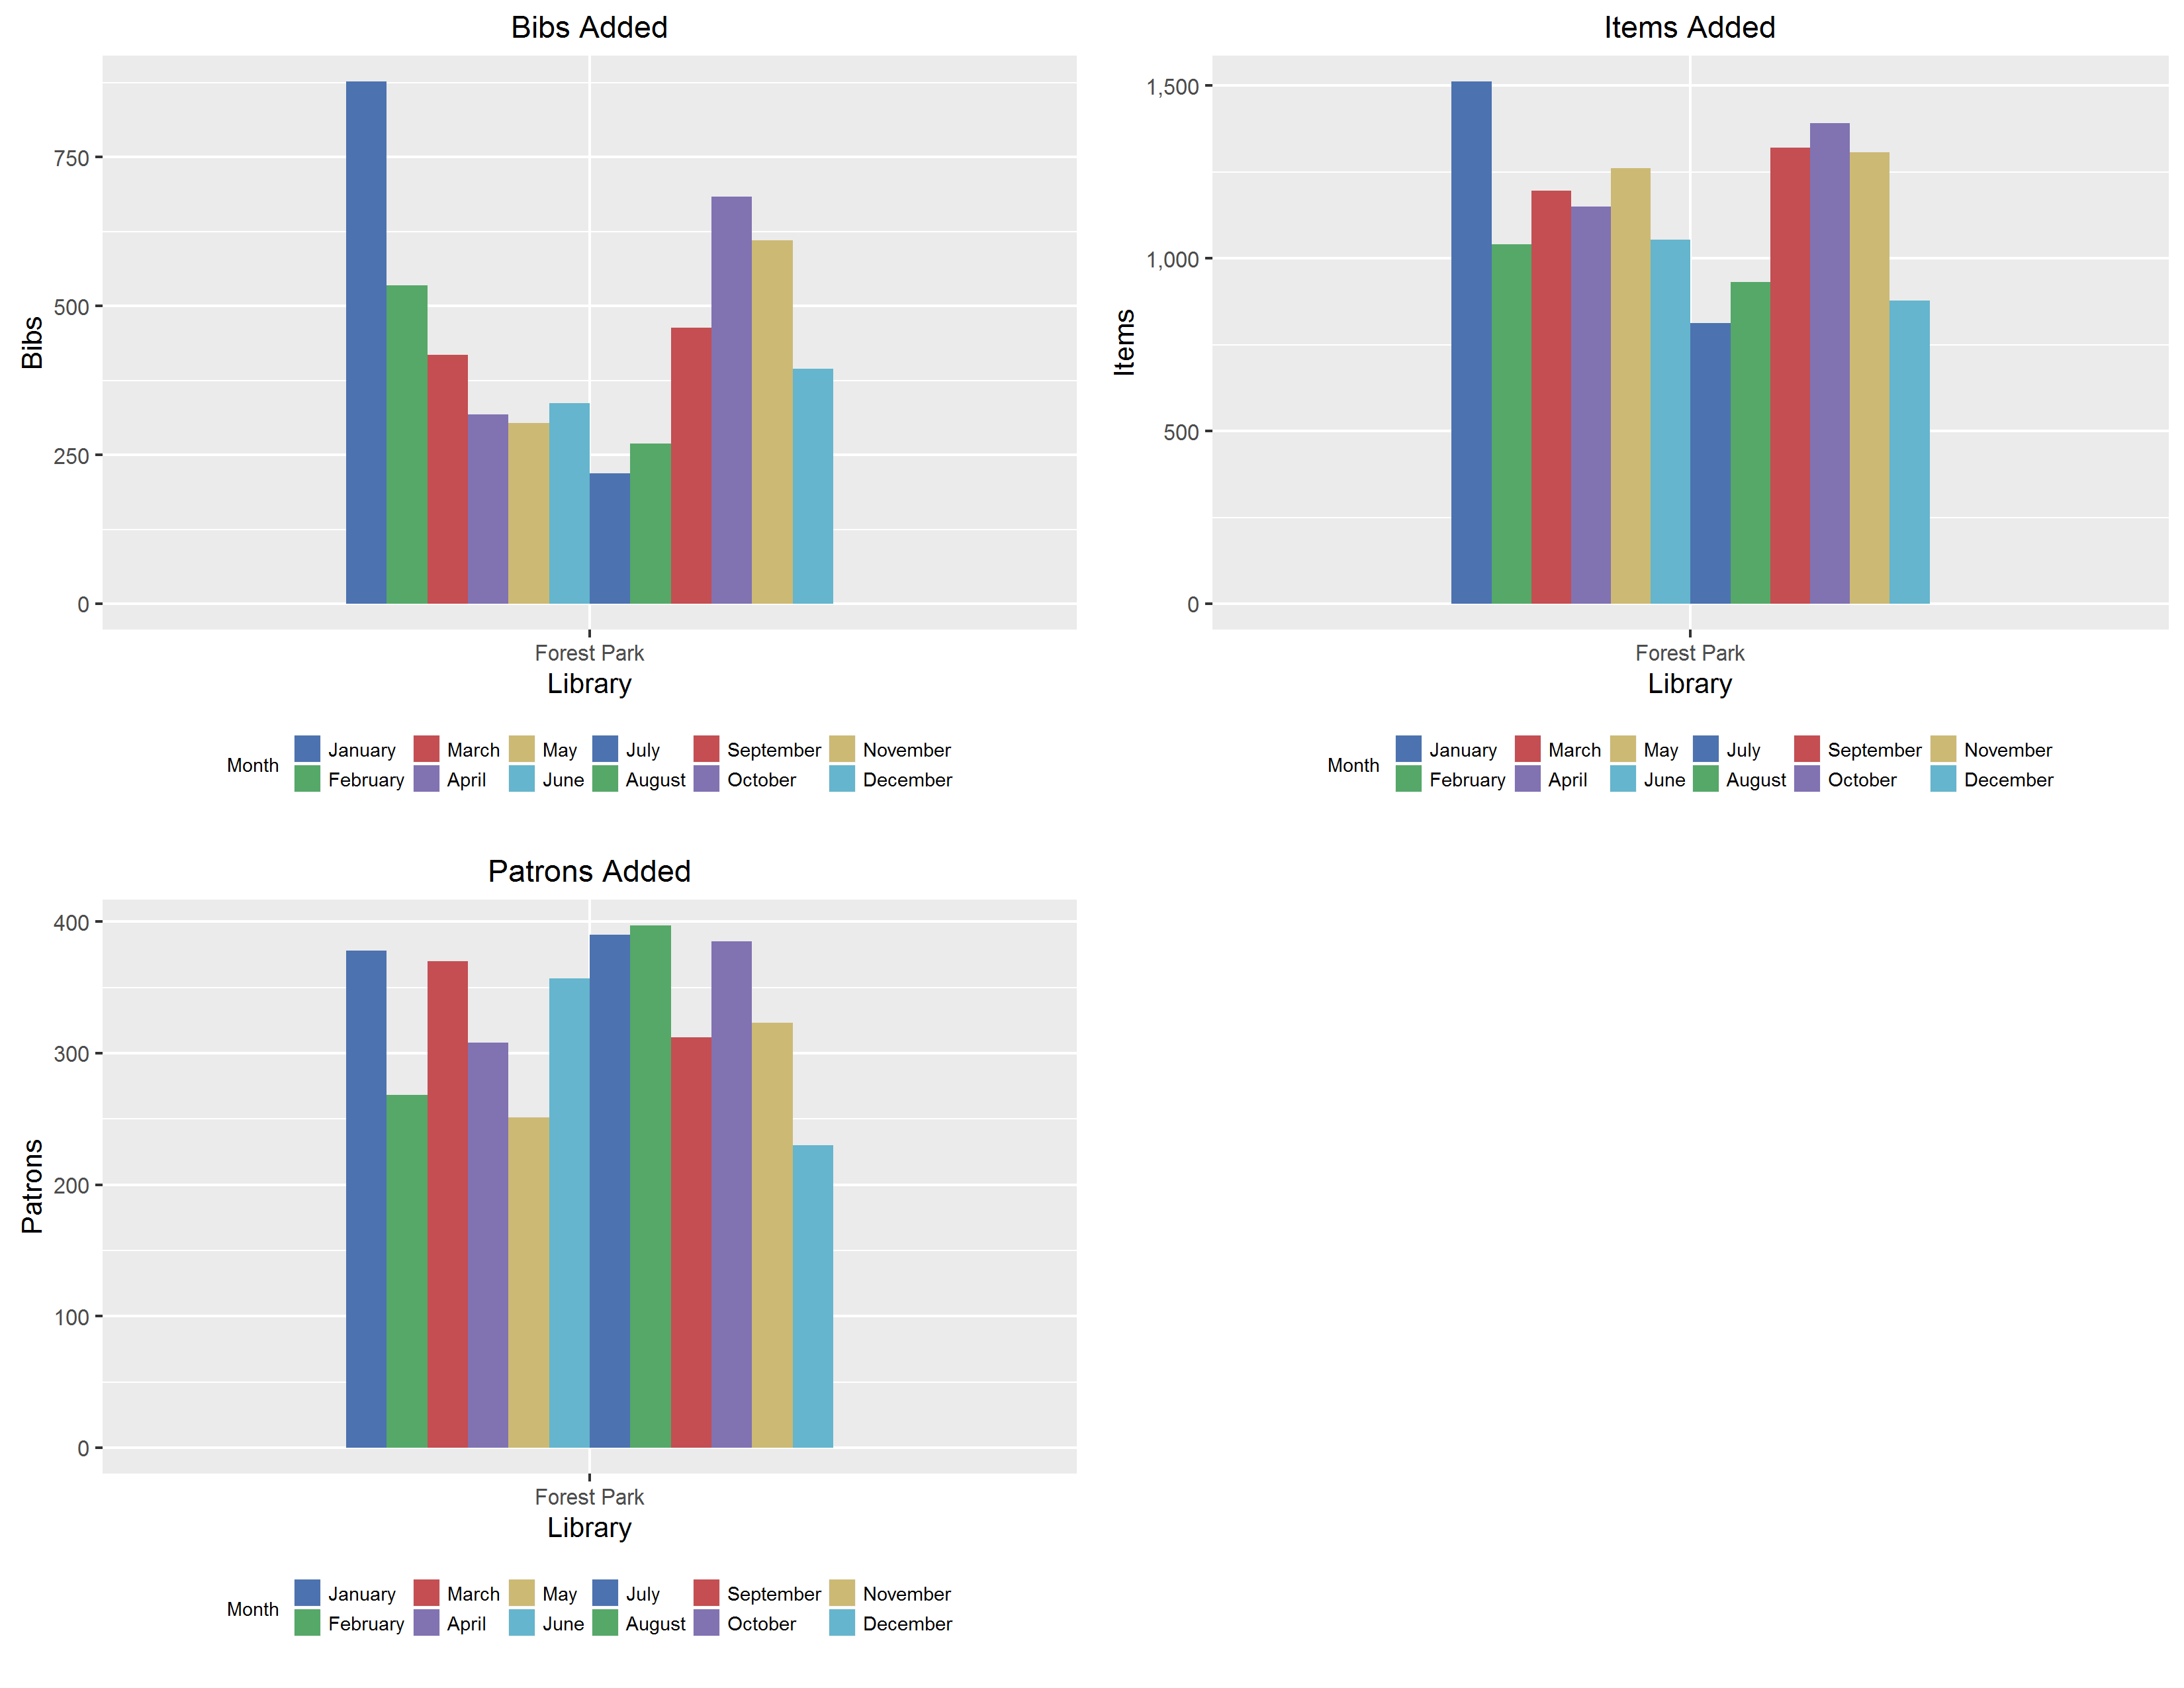 Bibs Added
Bibs
750
500
250
0
Forest Park
Library
Month
January March May July September November
February April June August October December
Items Added
Items
1,500
1,000
500
0
Forest Park
Library
Month
January March May July September November
February April June August October December
Patrons Added
Patrons
400
300
200
100
0
Forest Park
Library
Month
January March May July September November
February April June August October December